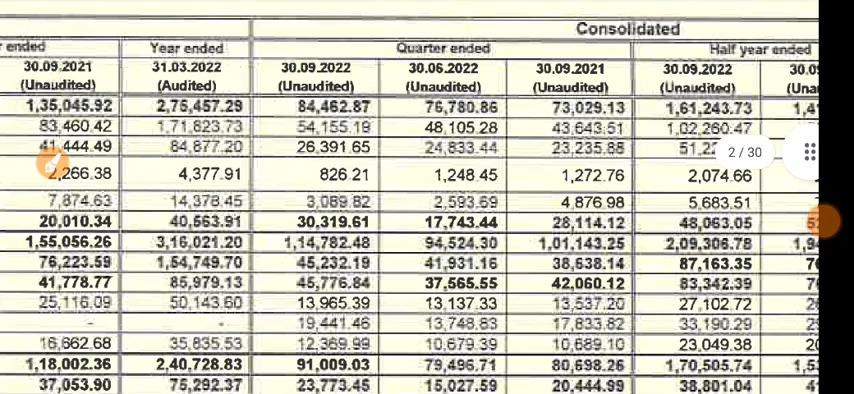 Consolidated
r ended Year ended Quarter ended Half year ended
30.09.2021 31.03.2022 30.09.2022 30.06.2022 30.09.2021 30.09.2022 30.0
(Unaudited) (Audited) (Unaudited) (Unaudited) (Unaudited) (Unaudited) (Una
1,35,045.92 2,75,457.29 84,462.87 76,780.86 73,029.13 1,61,243.73 1,4
83,460.42 1,71,823.73 54,155.19 48,105.28 43,643.51 1,02,260.47
41,444.49 84,877.20 26,391.65 24,833.44 23,235.88 51,22
2 / 30
2,266.38 4,377.91 826.21 1,248.45 1,272.76 2,074.66
7,874.63 14,378.45 3,089.82 2,593.69 4,876.98 5,683.51
20,010.34 40,563.91 30,319.61 17,743.44 28,114.12 48,063.05
1,55,056.26 3,16,021.20 1,14,782.48 94,524.30 1,01,143.25 2,09,306.78 1,94
76,223.59 1,54,749.70 45,232.19 41,931.16 38,638.14 87,163.35
41,778.77 85,979.13 45,776.84 37,565.55 42,060.12 83,342.39
25,116.09 50,143.60 13,965.39 13,137.33 13,537.20 27,102.72
- - 19,441.46 13,748.83 17,833.82 33,190.29
16,662.68 35,835.53 12,369.99 10,679.39 10,689.10 23,049.38
1,18,002.36 2,40,728.83 91,009.03 79,496.71 80,698.26 1,70,505.74 1,5
37,053.90 75,292.37 23,773.45 15,027.59 20,444.99 38,801.04